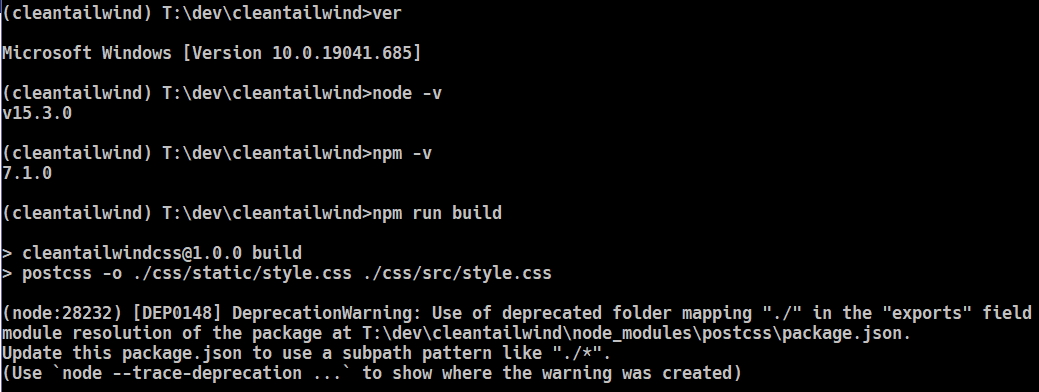 (cleantailwind) T:\dev\cleantailwind>ver
Microsoft Windows [Version 10.0.19041.685]
(cleantailwind) T:\dev\cleantailwind>node -v
v15.3.0
(cleantailwind) T:\dev\cleantailwind>npm -v
7.1.0
(cleantailwind) T:\dev\cleantailwind>npm run build
> cleantailwindcss@1.0.0 build
> postcss -o ./css/static/style.css ./css/src/style.css
(node:28232) [DEP0148] DeprecationWarning: Use of deprecated folder mapping "./" in the "exports" field
module resolution of the package at T:\dev\cleantailwind\node_modules\postcss\package.json.
Update this package.json to use a subpath pattern like "./*".
(Use `node --trace-deprecation ...` to show where the warning was created)